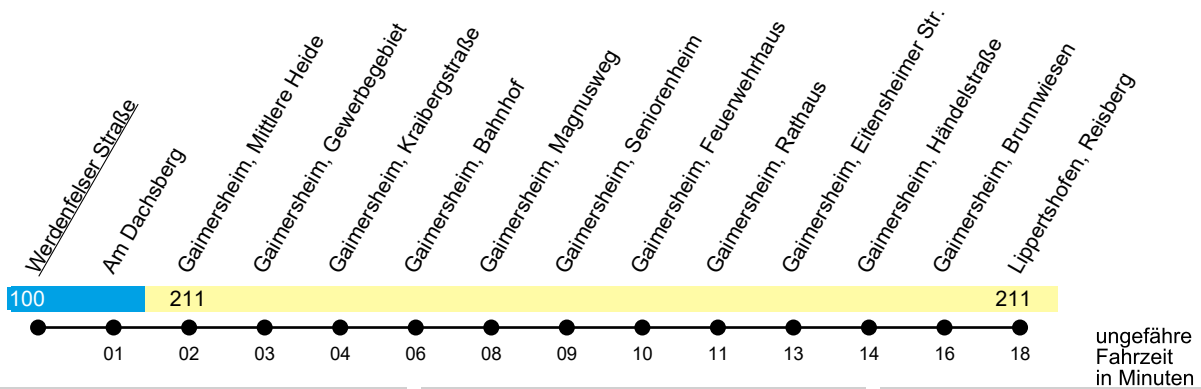 Werdenfelser Straße
Am Dachsberg
Gaimersheim, Mittlere Heide
Gaimersheim, Gewerbegebiet
Gaimersheim, Kraibergstraße
Gaimersheim, Bahnhof
Gaimersheim, Magnusweg
Gaimersheim, Seniorenheim
Gaimersheim, Feuerwehrhaus
Gaimersheim, Rathaus
Gaimersheim, Eitensheimer Str.
Gaimersheim, Händelstraße
Gaimersheim, Brunnwiesen
Lippertshofen, Reisberg
100 211 211
01 02 03 04 06 08 09 10 11 13 14 16 18
ungefähre
Fahrzeit
in Minuten